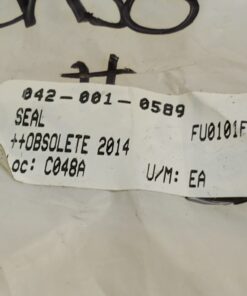 042-001-0589
SEAL FU0101F
++OBSOLETE 2014
oc: C048A U/M: EA